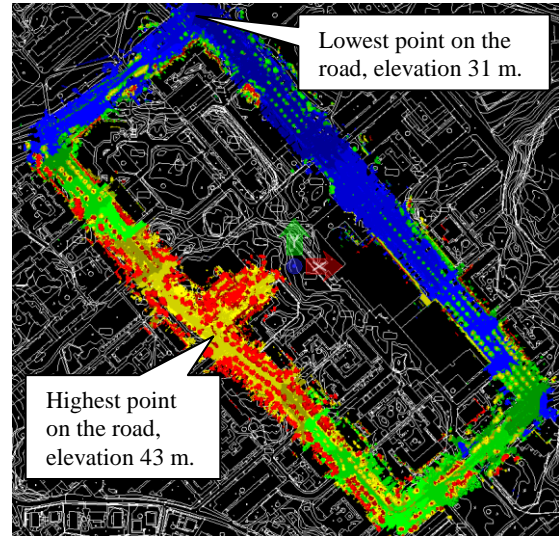 Lowest point on the
road, elevation 31 m.
Highest point
on the road,
elevation 43 m.